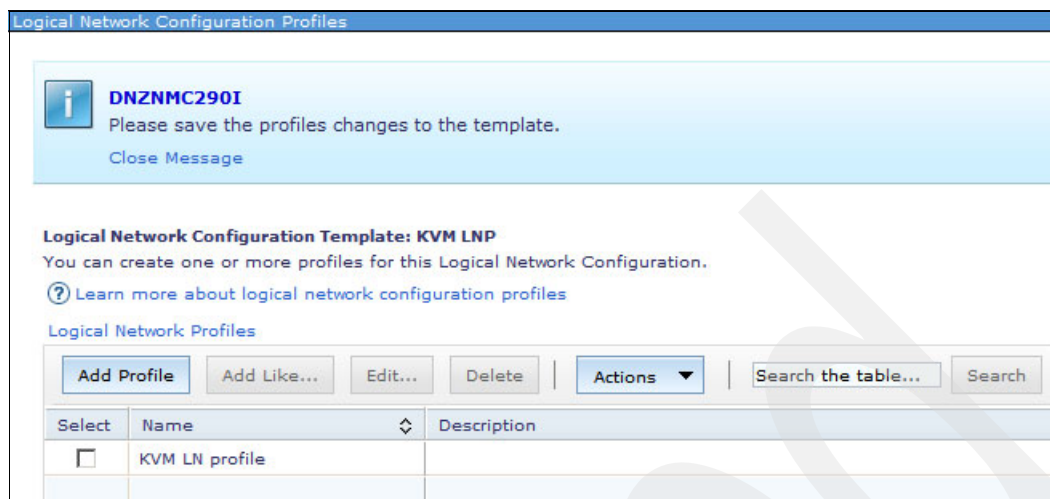 Logical Network Configuration Profiles
DNZNMC290I
Please save the profiles changes to the template.
Close Message
Logical Network Configuration Template: KVM LNP
You can create one or more profiles for this Logical Network Configuration.
? Learn more about logical network configuration profiles
Logical Network Profiles
Add Profile Add Like... Edit... Delete Actions Search the table... Search
Select Name Description
KVM LN profile